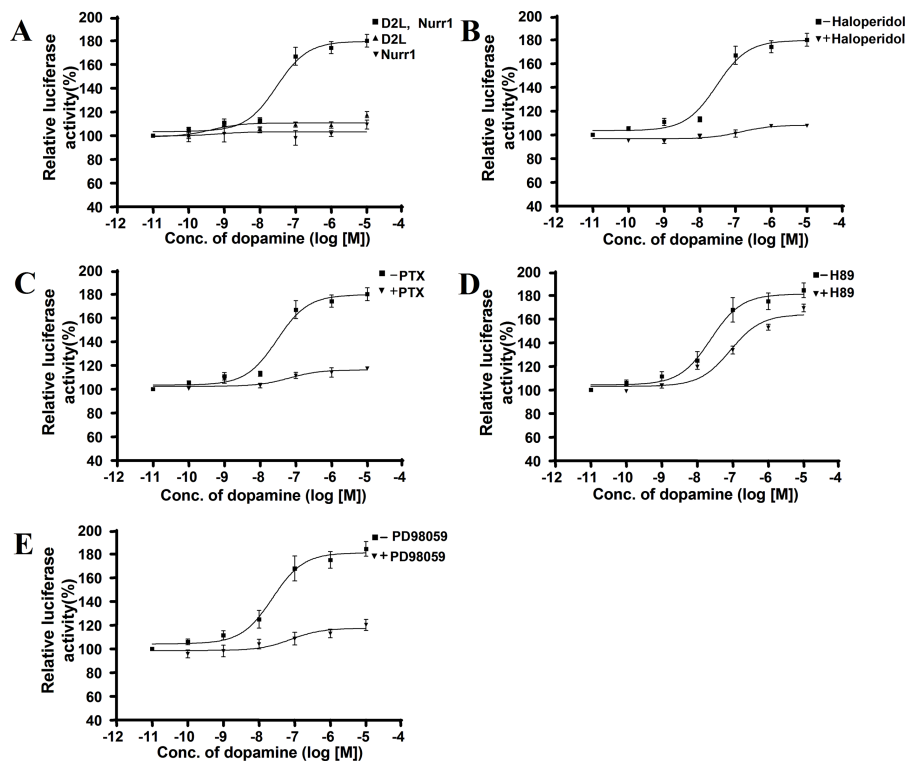 A
Relative luciferase
activity(%)
200
180
160
140
120
100
80
60
40
-12 -11 -10 -9 -8 -7 -6 -5 -4
Conc. of dopamine (log [M])
D2L, Nurr1
D2L
Nurr1
B
Relative luciferase
activity(%)
200
180
160
140
120
100
80
60
40
-12 -11 -10 -9 -8 -7 -6 -5 -4
Conc. of dopamine (log [M])
−Haloperidol
+Haloperidol
C
Relative luciferase
activity(%)
200
180
160
140
120
100
80
60
40
-12 -11 -10 -9 -8 -7 -6 -5 -4
Conc. of dopamine (log [M])
−PTX
+PTX
D
Relative luciferase
activity(%)
200
180
160
140
120
100
80
60
40
-12 -11 -10 -9 -8 -7 -6 -5 -4
Conc. of dopamine (log [M])
−H89
+H89
E
Relative luciferase
activity(%)
200
180
160
140
120
100
80
60
40
-12 -11 -10 -9 -8 -7 -6 -5 -4
Conc. of dopamine (log [M])
− PD98059
+ PD98059